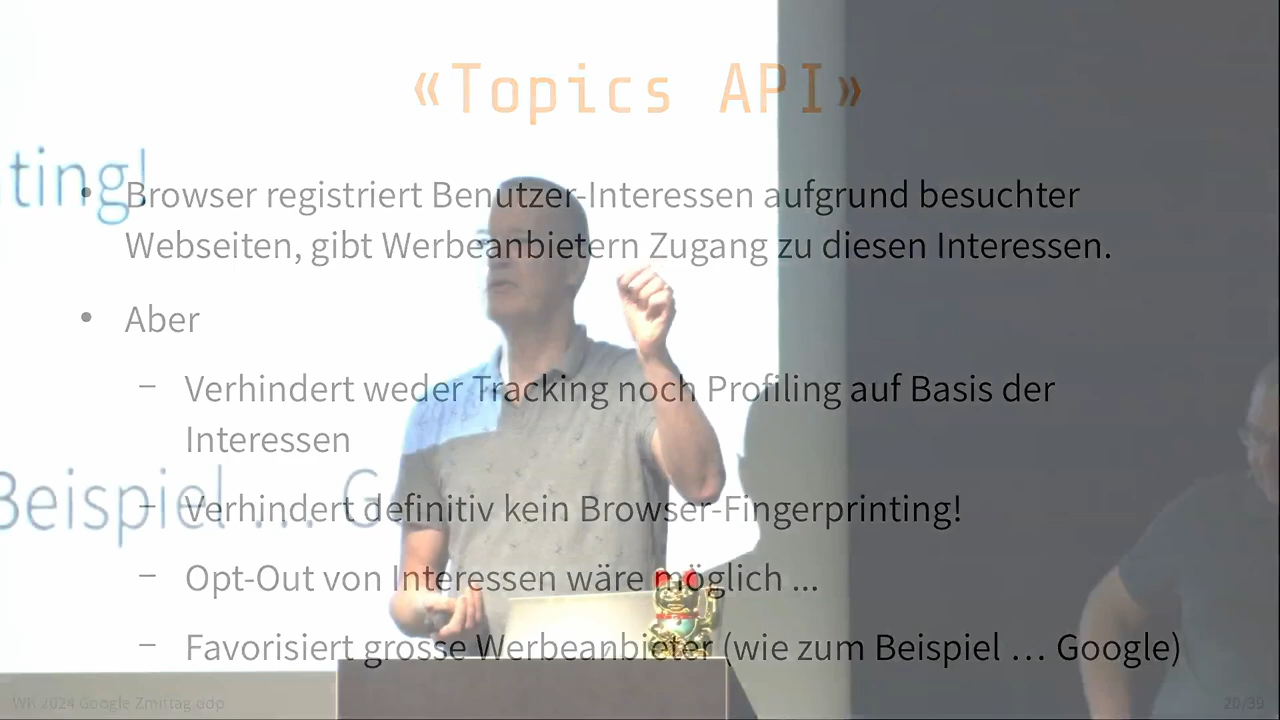 «Topics API»
nting!
• Browser registriert Benutzer-Interessen aufgrund besuchter
Webseiten, gibt Werbeanbietern Zugang zu diesen Interessen.
• Aber
– Verhindert weder Tracking noch Profiling auf Basis der
Interessen
Beispiel … G
– Verhindert definitiv kein Browser-Fingerprinting!
– Opt-Out von Interessen wäre möglich ...
– Favorisiert grosse Werbeanbieter (wie zum Beispiel … Google)
WK 2024 Google Zmittag.odp
20/39